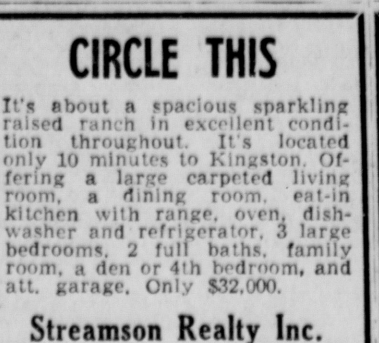 CIRCLE THIS
It's about a spacious sparkling
raised ranch in excellent condi-
tion throughout. It's located
only 10 minutes to Kingston. Of-
fering a large carpeted living
room, a dining room, eat-in
kitchen with range, oven, dish-
washer and refrigerator, 3 large
bedrooms, 2 full baths, family
room, a den or 4th bedroom, and
att. garage. Only $32,000.
Streamson Realty Inc.